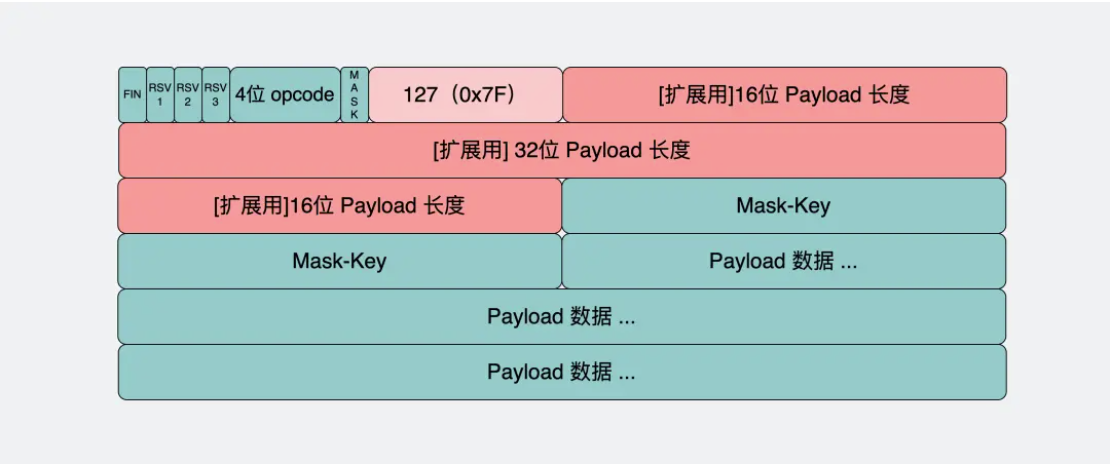 FIN RSV 1 RSV 2 RSV 3 4位 opcode MASK 127（0x7F） [扩展用]16位 Payload 长度
[扩展用] 32位 Payload 长度
[扩展用]16位 Payload 长度 Mask-Key
Mask-Key Payload 数据 ...
Payload 数据 ...
Payload 数据 ...